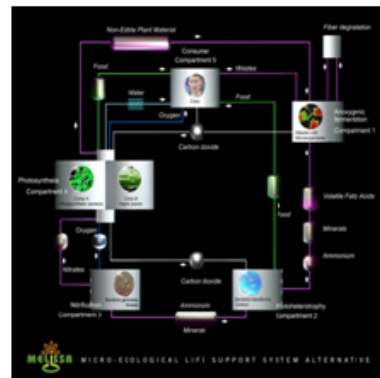 Non-Edible Plant Material
Fiber degradation
Consumer
Compartment 5
Food
Wastes
Water
Crew
Food
Oxygen
Anoxygenic
fermentation
Compartment 1
Carbon dioxide
Photosynthesis
Compartment 4
Volatile Fatty Acids
Food
Minerals
Oxygen
Ammonium
Nitrates
Carbon dioxide
Nitrification
Compartment 3
Ammonium
Minerals
Photoheterotrophy
Compartment 2
MELISSA MICRO-ECOLOGICAL LIFE SUPPORT SYSTEM ALTERNATIVE